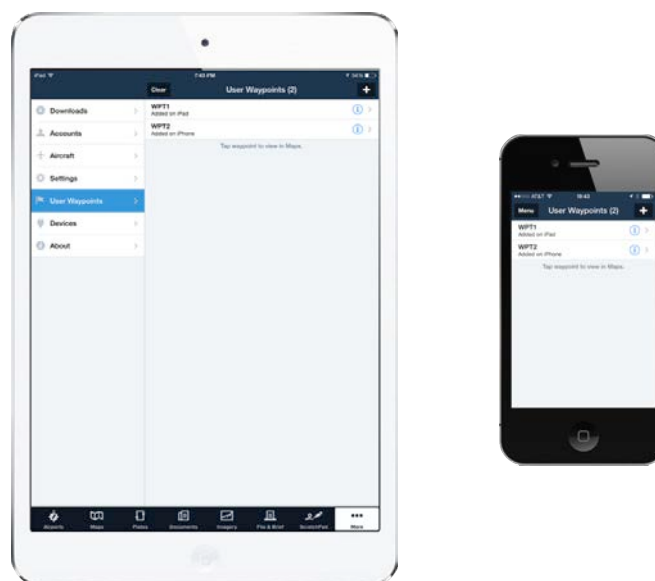 iPad
7:43 PM
Clear
User Waypoints (2)
+
Downloads
Accounts
Aircraft
Settings
User Waypoints
Devices
About
WPT1
Added on iPad
WPT2
Added on iPhone
Tap waypoint to view in Maps.
Airports
Maps
Plates
Documents
Imagery
File & Brief
ScratchPad
More
AT&T
Menu
User Waypoints (2)
+
WPT1
Added on iPad
WPT2
Added on iPhone
Tap waypoint to view in Maps.